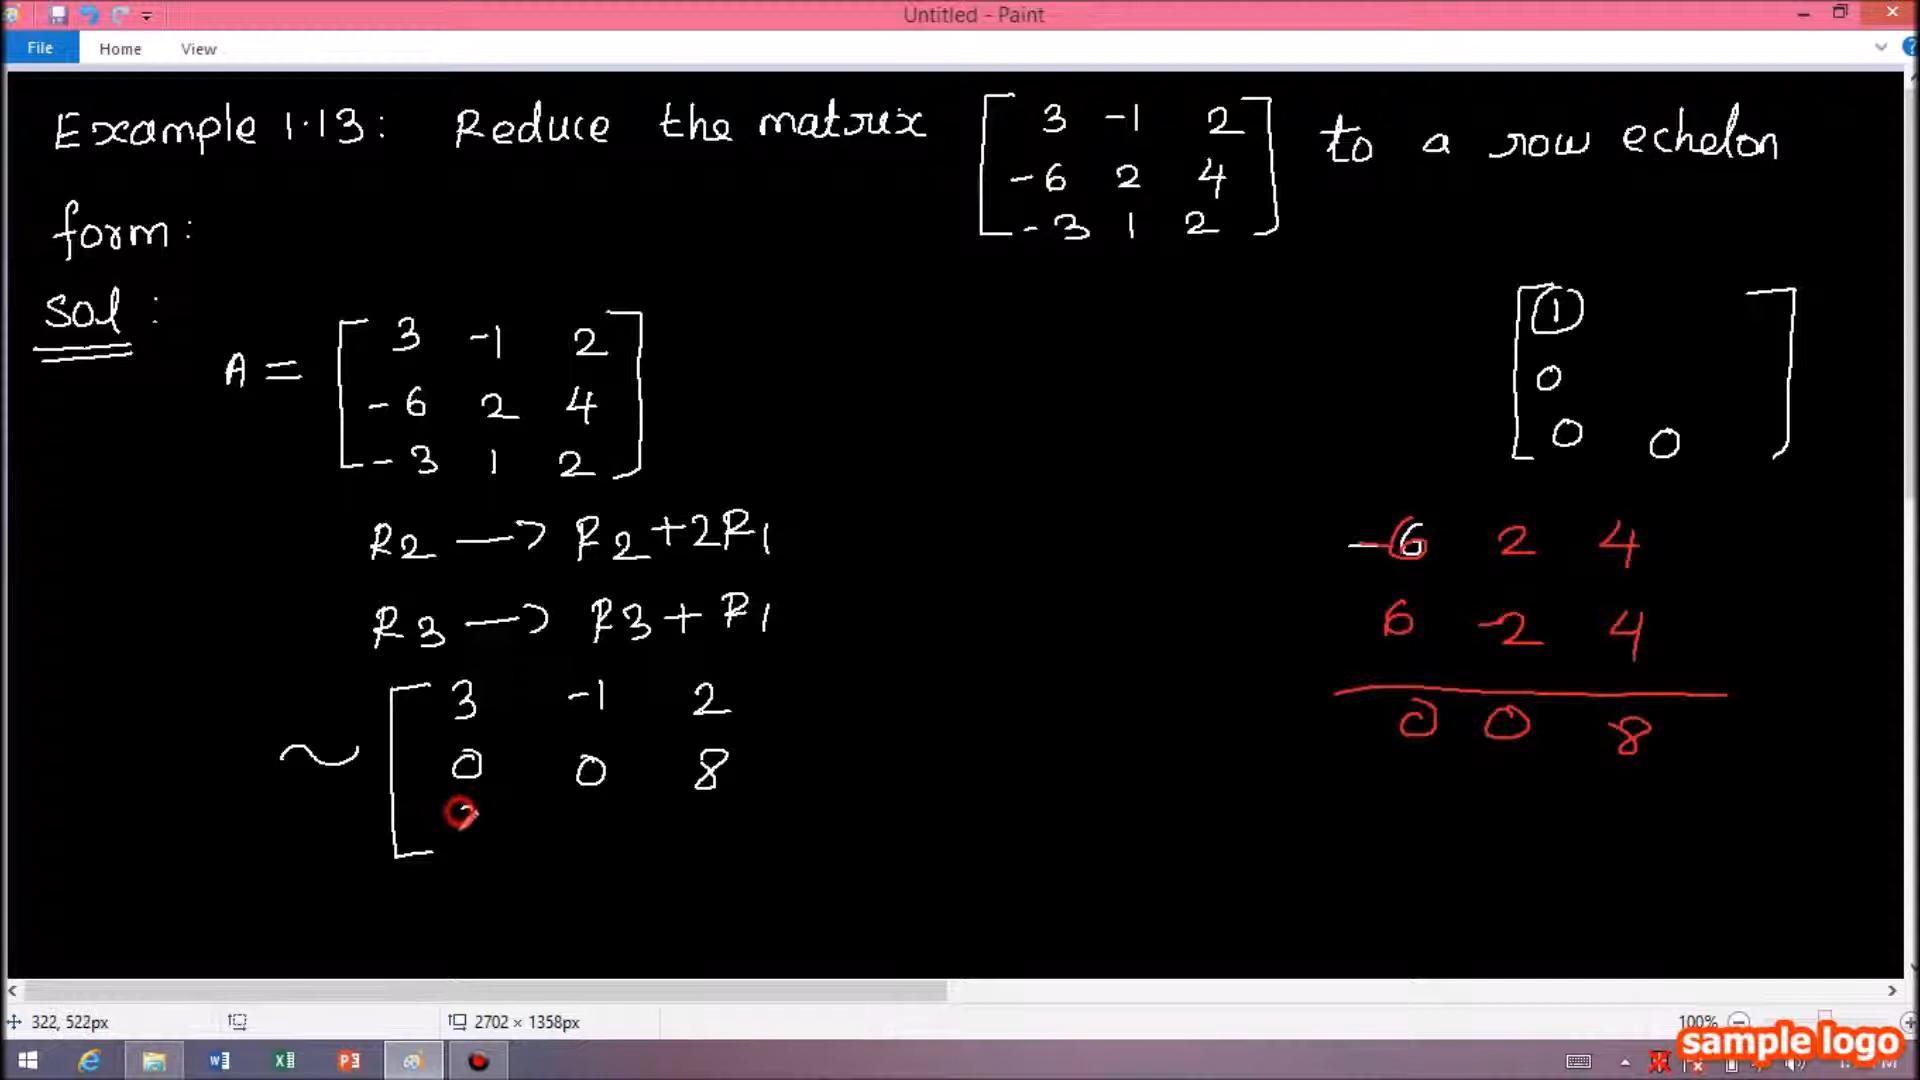 Untitled - Paint
File Home View
Example 1.13: Reduce the matrix [ 3 -1 2 ] to a row echelon
-6 2 4
-3 1 2
form:
Sol:
A = [ 3 -1 2 ]
-6 2 4
-3 1 2
[ 1 ]
0
0 0
R2 → R2+2R1
R3 → R3+R1
~ [ 3 -1 2
0 0 8
-6 2 4
6 -2 4
0 0 8
322, 522px 2702 × 1358px 100%
sample logo